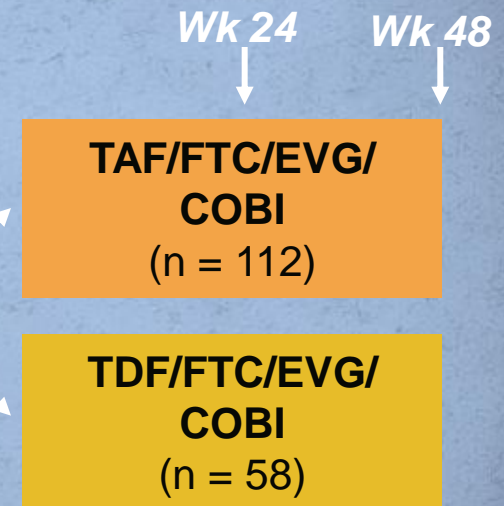 Wk 24 Wk 48
TAF/FTC/EVG/
COBI
(n = 112)
TDF/FTC/EVG/
COBI
(n = 58)